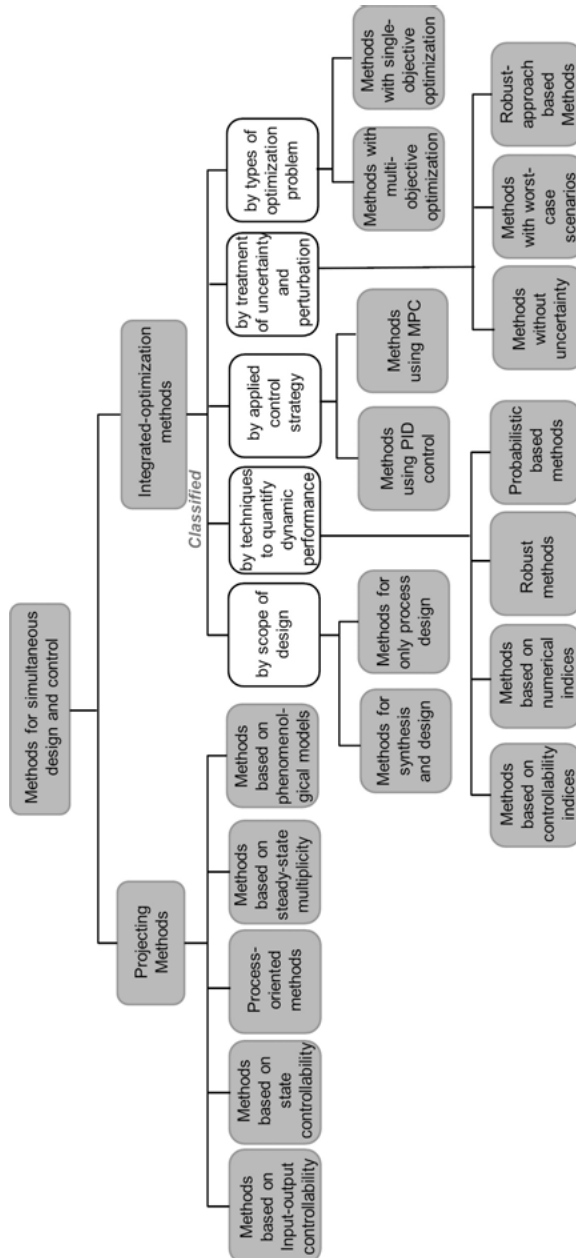 Methods for simultaneous
design and control
Projecting
Methods
Integrated-optimization
methods
Classified
Methods
based on
Input-output
controllability
Methods
based on
state
controllability
Process-
oriented
methods
Methods
based on
steady-state
multiplicity
Methods
based on
phenomenol-
gical models
by scope of
design
by techniques
to quantify
dynamic
performance
by applied
control
strategy
by treatment
of uncertainty
and
perturbation
by types of
optimization
problem
Methods for
synthesis
and design
Methods for
only process
design
Methods
using PID
control
Methods
using MPC
Methods with
multi-
objective
optimization
Methods
with single-
objective
optimization
Methods
based on
controllability
indices
Methods
based on
numerical
indices
Robust
methods
Probabilistic
based
methods
Methods
without
uncertainty
Methods
with worst-
case
scenarios
Robust-
approach
based
Methods